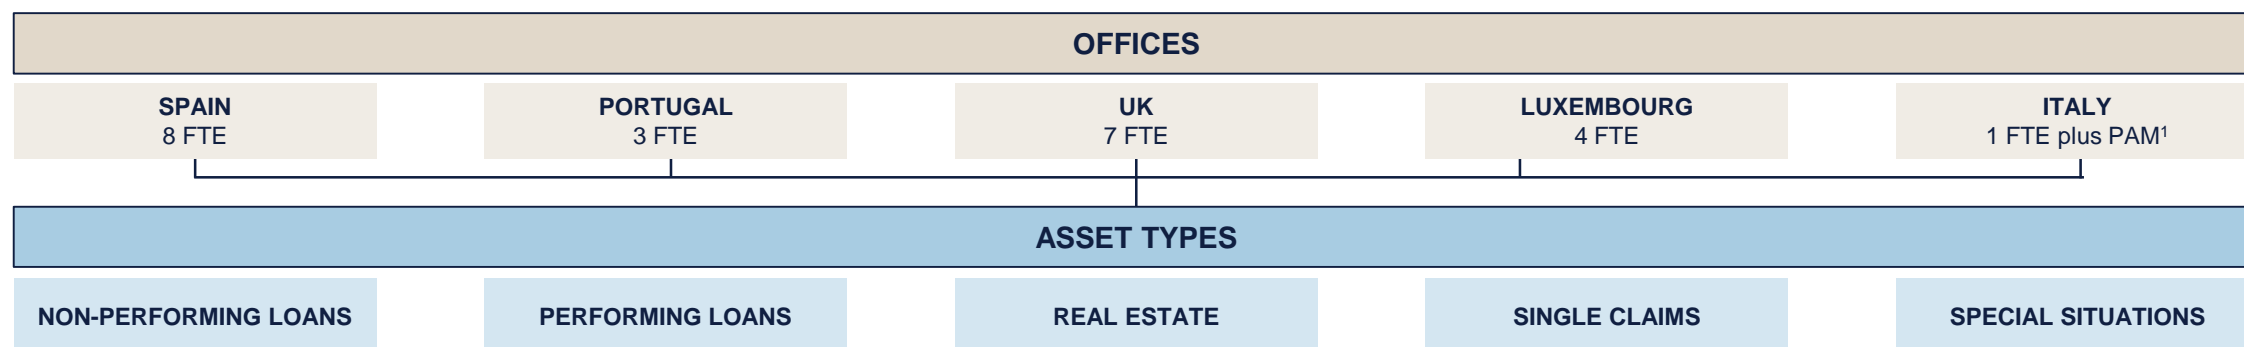 OFFICES
SPAIN
8 FTE
PORTUGAL
3 FTE
UK
7 FTE
LUXEMBOURG
4 FTE
ITALY
1 FTE plus PAM¹
ASSET TYPES
NON-PERFORMING LOANS
PERFORMING LOANS
REAL ESTATE
SINGLE CLAIMS
SPECIAL SITUATIONS